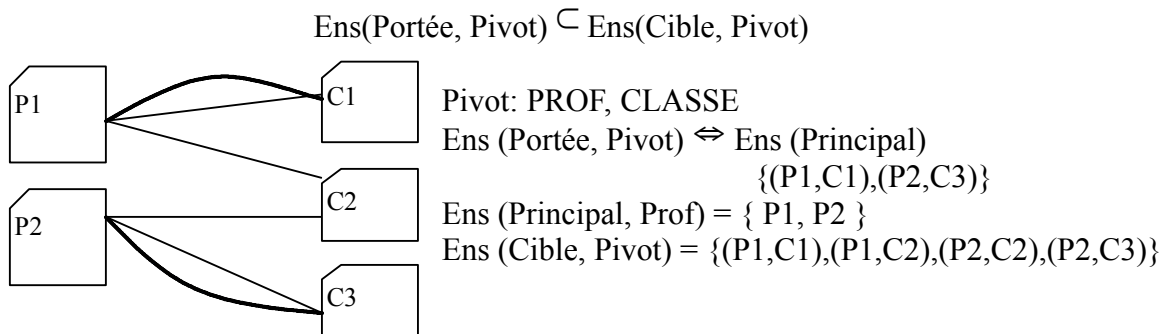 Ens(Portée, Pivot) ⊂ Ens(Cible, Pivot)
P1
C1
Pivot: PROF, CLASSE
Ens (Portée, Pivot) ⇔ Ens (Principal)
{(P1,C1),(P2,C3)}
P2
C2
Ens (Principal, Prof) = { P1, P2 }
Ens (Cible, Pivot) = {(P1,C1),(P1,C2),(P2,C2),(P2,C3)}
C3